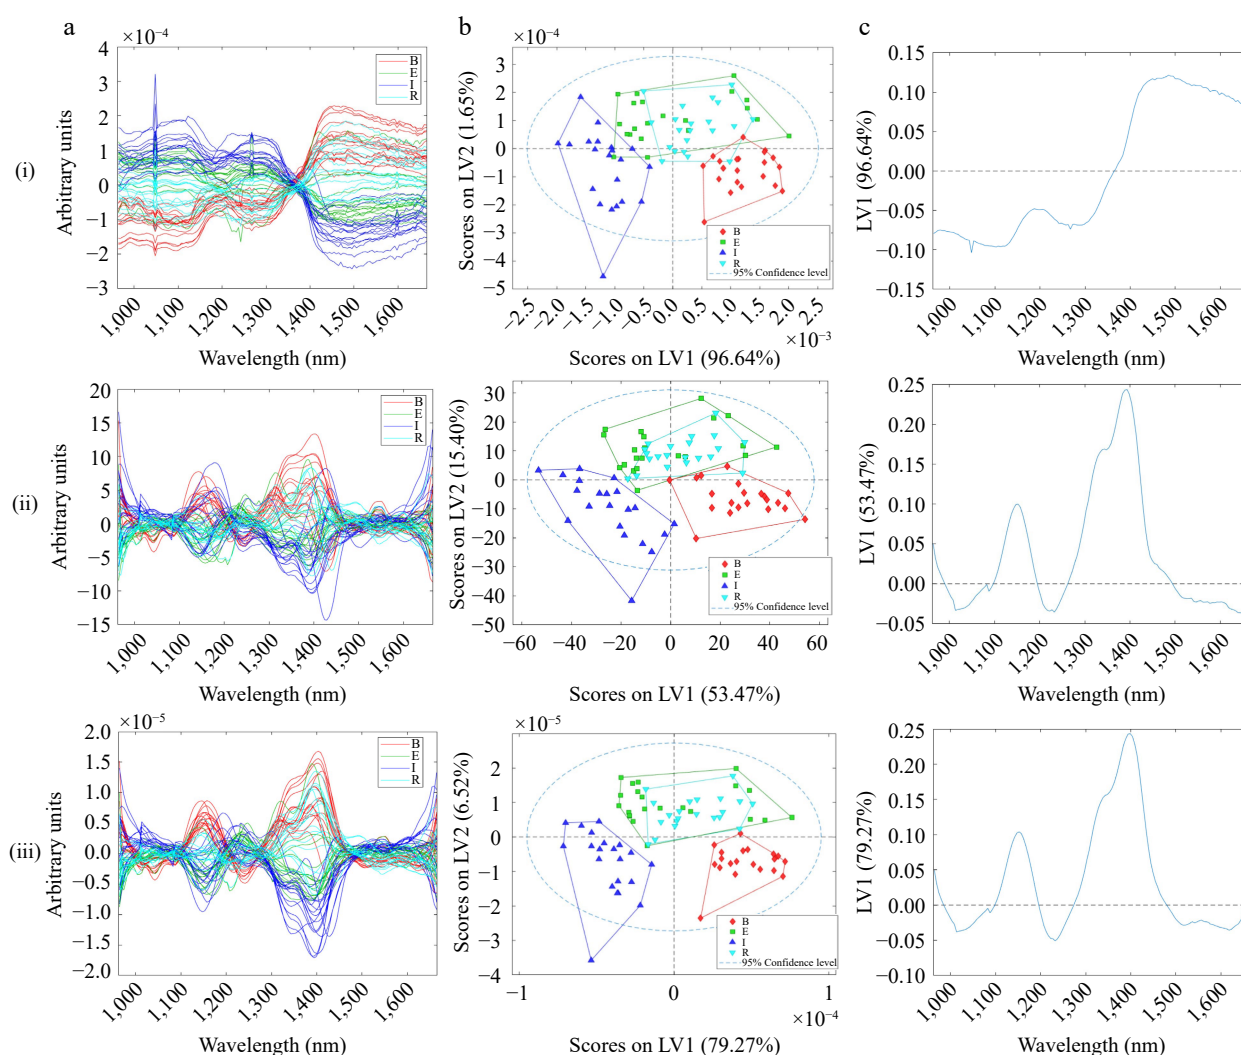 a
b
c
(i)
×10⁻⁴
4
3
2
1
0
−1
−2
−3
Arbitrary units
B
E
I
R
1,000
1,100
1,200
1,300
1,400
1,500
1,600
Wavelength (nm)
×10⁻⁴
3
2
1
0
−1
−2
−3
−4
−5
Scores on LV2 (1.65%)
B
E
I
R
95% Confidence level
−2.5
−2.0
−1.5
−1.0
−0.5
0.0
0.5
1.0
1.5
2.0
2.5
×10⁻³
Scores on LV1 (96.64%)
0.15
0.10
0.05
0.00
−0.05
−0.10
−0.15
LV1 (96.64%)
1,000
1,100
1,200
1,300
1,400
1,500
1,600
Wavelength (nm)
(ii)
20
15
10
5
0
−5
−10
−15
Arbitrary units
B
E
I
R
1,000
1,100
1,200
1,300
1,400
1,500
1,600
Wavelength (nm)
30
20
10
0
−10
−20
−30
−40
−50
Scores on LV2 (15.40%)
B
E
I
R
95% Confidence level
−60
−40
−20
0
20
40
60
Scores on LV1 (53.47%)
0.25
0.20
0.15
0.10
0.05
0.00
−0.05
LV1 (53.47%)
1,000
1,100
1,200
1,300
1,400
1,500
1,600
Wavelength (nm)
(iii)
×10⁻⁵
2.0
1.5
1.0
0.5
0.0
−0.5
−1.0
−1.5
−2.0
Arbitrary units
B
E
I
R
1,000
1,100
1,200
1,300
1,400
1,500
1,600
Wavelength (nm)
×10⁻⁵
3
2
1
0
−1
−2
−3
−4
Scores on LV2 (6.52%)
B
E
I
R
95% Confidence level
−1
0
1
×10⁻⁴
Scores on LV1 (79.27%)
0.25
0.20
0.15
0.10
0.05
0.00
−0.05
−0.10
LV1 (79.27%)
1,000
1,100
1,200
1,300
1,400
1,500
1,600
Wavelength (nm)